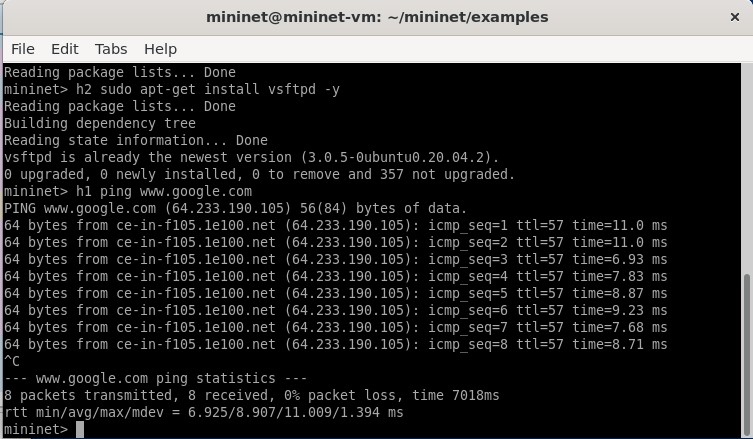 mininet@mininet-vm: ~/mininet/examples
×
File Edit Tabs Help
Reading package lists... Done
mininet> h2 sudo apt-get install vsftpd -y
Reading package lists... Done
Building dependency tree
Reading state information... Done
vsftpd is already the newest version (3.0.5-0ubuntu0.20.04.2).
0 upgraded, 0 newly installed, 0 to remove and 357 not upgraded.
mininet> h1 ping www.google.com
PING www.google.com (64.233.190.105) 56(84) bytes of data.
64 bytes from ce-in-f105.1e100.net (64.233.190.105): icmp_seq=1 ttl=57 time=11.0 ms
64 bytes from ce-in-f105.1e100.net (64.233.190.105): icmp_seq=2 ttl=57 time=11.0 ms
64 bytes from ce-in-f105.1e100.net (64.233.190.105): icmp_seq=3 ttl=57 time=6.93 ms
64 bytes from ce-in-f105.1e100.net (64.233.190.105): icmp_seq=4 ttl=57 time=7.83 ms
64 bytes from ce-in-f105.1e100.net (64.233.190.105): icmp_seq=5 ttl=57 time=8.87 ms
64 bytes from ce-in-f105.1e100.net (64.233.190.105): icmp_seq=6 ttl=57 time=9.23 ms
64 bytes from ce-in-f105.1e100.net (64.233.190.105): icmp_seq=7 ttl=57 time=7.68 ms
64 bytes from ce-in-f105.1e100.net (64.233.190.105): icmp_seq=8 ttl=57 time=8.71 ms
^C
--- www.google.com ping statistics ---
8 packets transmitted, 8 received, 0% packet loss, time 7018ms
rtt min/avg/max/mdev = 6.925/8.907/11.009/1.394 ms
mininet>